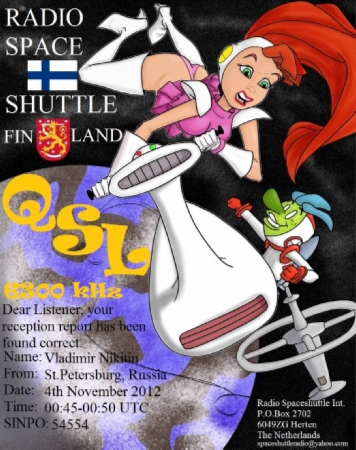 RADIO
SPACE
SHUTTLE
FIN LAND
QSL
6300 kHz
Dear Listener, your
reception report has been
found correct.
Name: Vladimir Nikitin
From: St.Petersburg, Russia
Date: 4th November 2012
Time: 00:45-00:50 UTC
SINPO: 54554
Radio Spaceshuttle Int.
P.O.Box 2702
6049ZG Herten
The Netherlands
spaceshuttleradio@yahoo.com